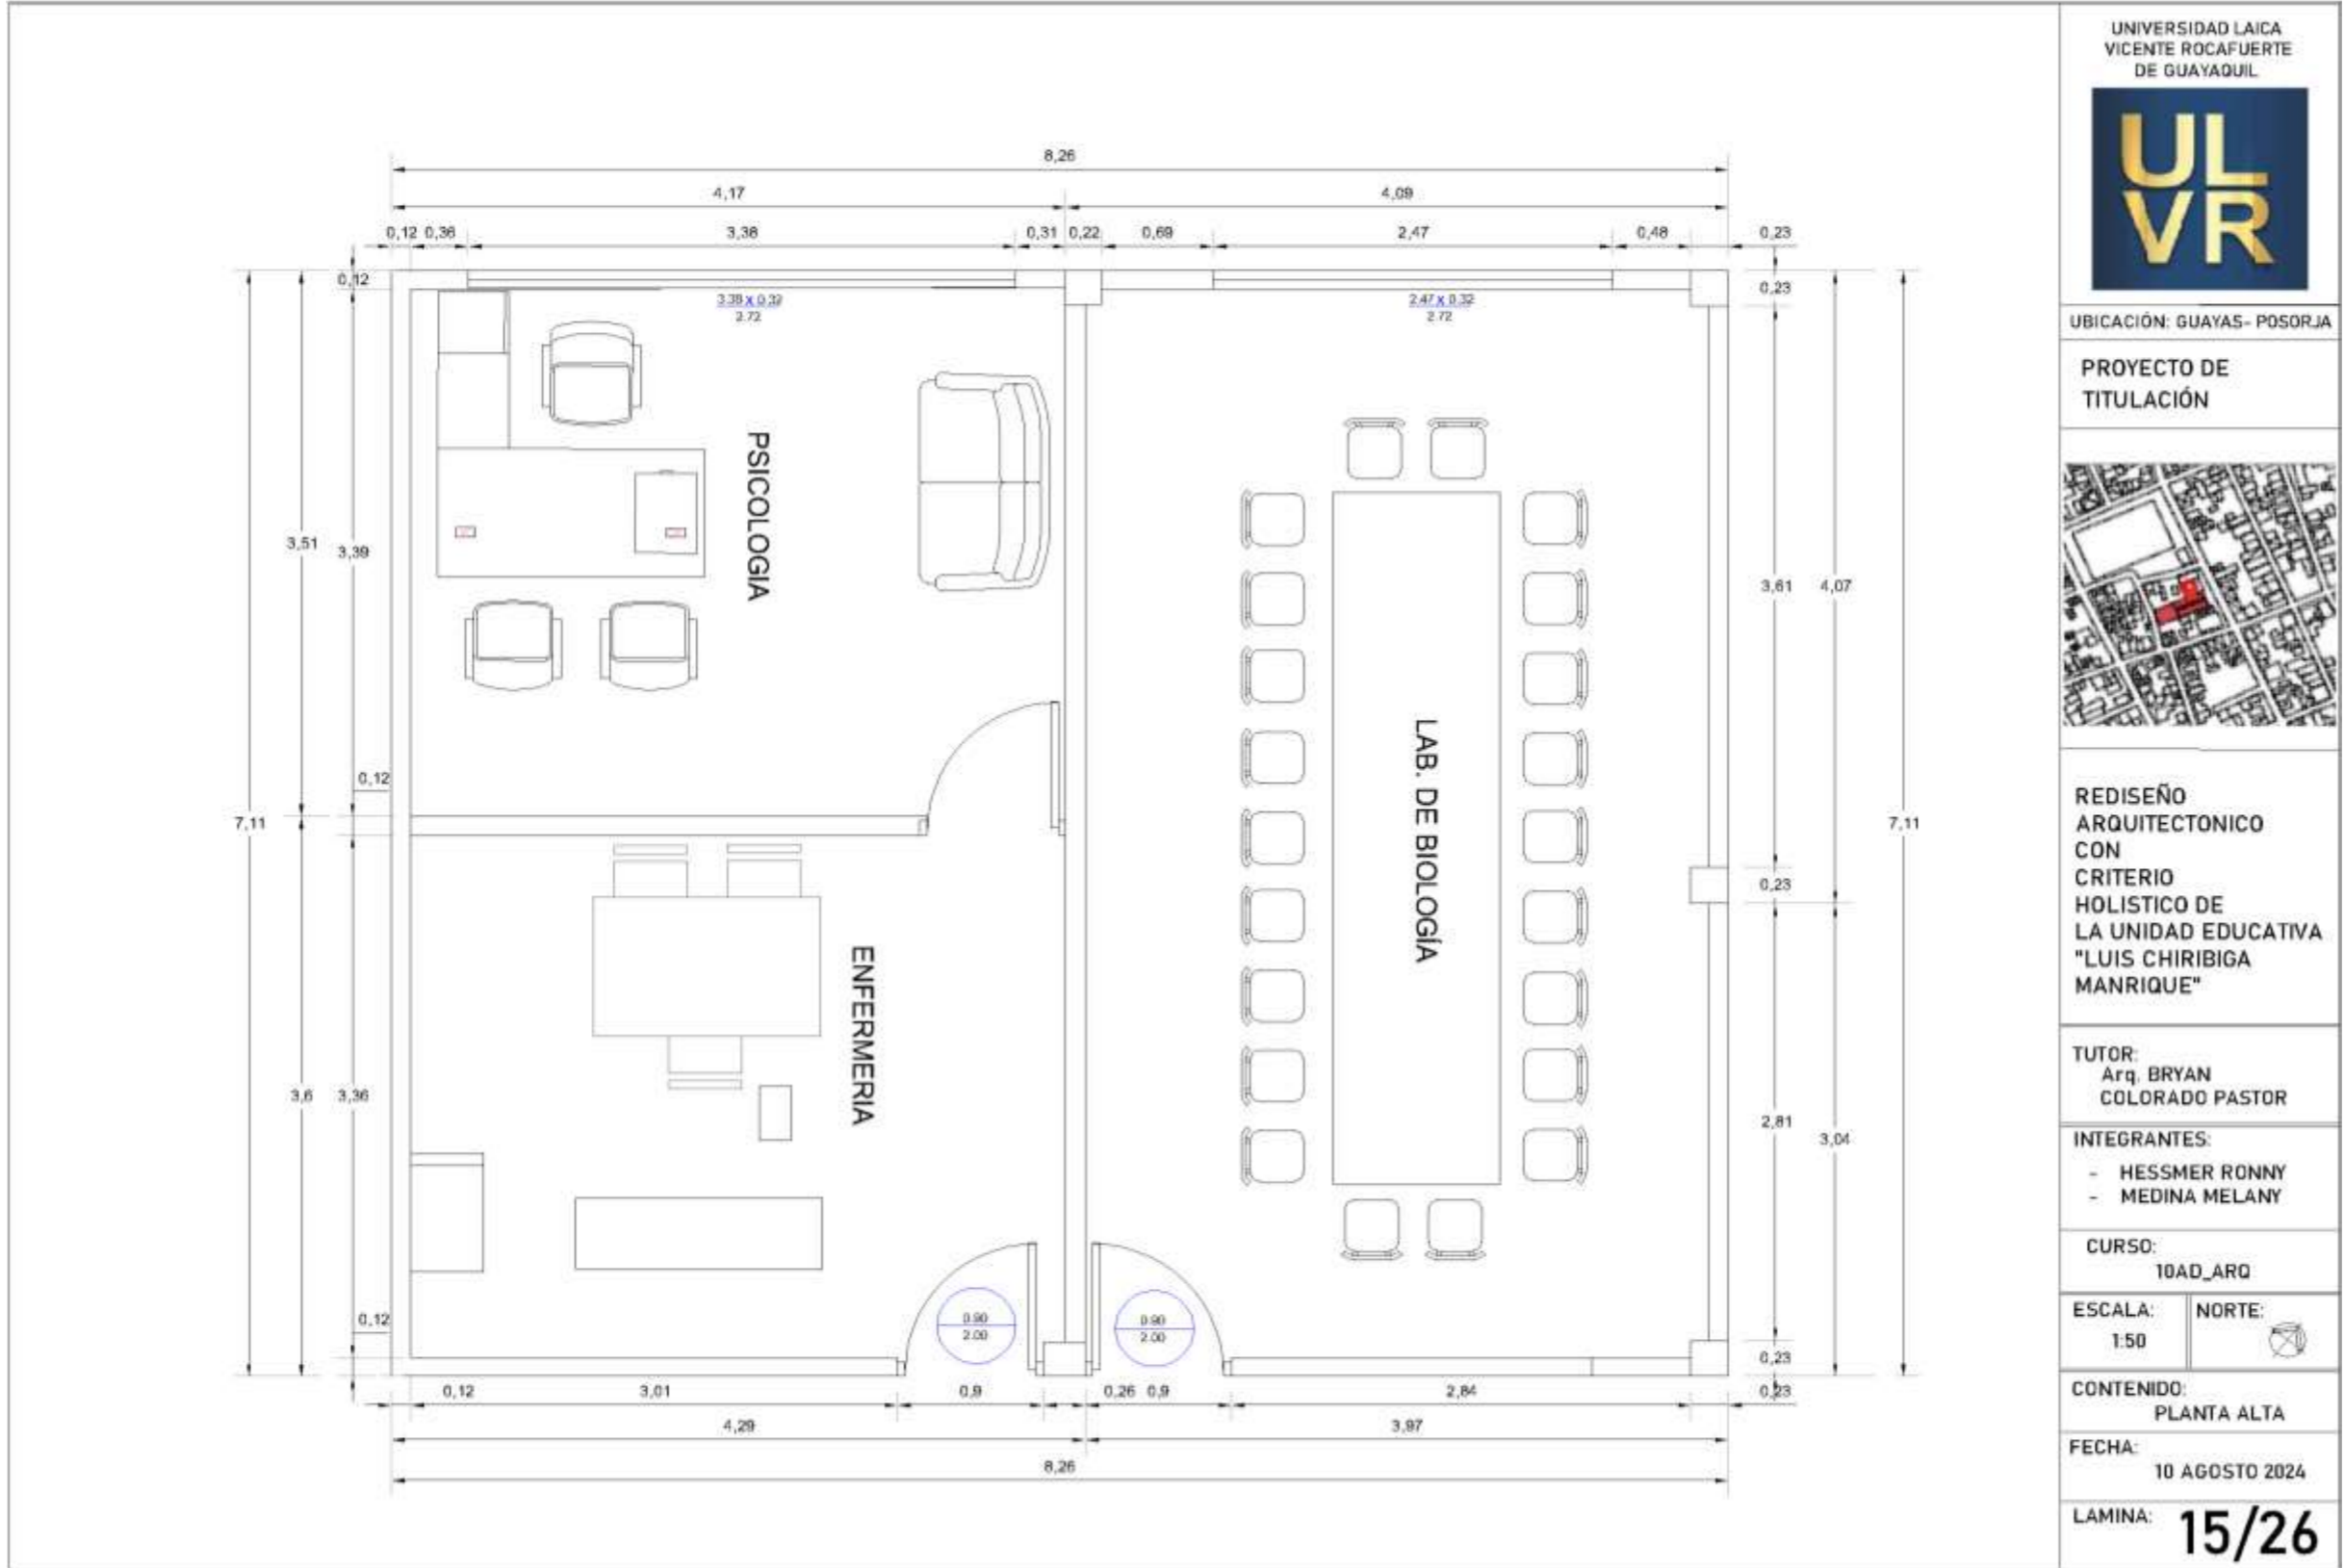 8,26
4,17
4,09
0,12 0,36
3,38
0,31 0,22
0,69
2,47
0,48
0,23
0,12
3.38 x 0.32
2.72
2.47 x 0.32
2.72
0,23
PSICOLOGIA
3,51
3,39
3,61
4,07
0,12
7,11
LAB. DE BIOLOGÍA
7,11
0,23
ENFERMERIA
3,6
3,36
2,81
3,04
0,12
0.90
2.00
0.90
2.00
0,23
0,12
3,01
0,9
0,26 0,9
2,84
0,23
4,29
3,97
8,26
UNIVERSIDAD LAICA
VICENTE ROCAFUERTE
DE GUAYAQUIL
UL
VR
UBICACIÓN: GUAYAS- POSORJA
PROYECTO DE
TITULACIÓN
REDISEÑO
ARQUITECTONICO
CON
CRITERIO
HOLISTICO DE
LA UNIDAD EDUCATIVA
"LUIS CHIRIBIGA
MANRIQUE"
TUTOR:
Arq. BRYAN
COLORADO PASTOR
INTEGRANTES:
- HESSMER RONNY
- MEDINA MELANY
CURSO:
10AD_ARQ
ESCALA:
1:50
NORTE:
CONTENIDO:
PLANTA ALTA
FECHA:
10 AGOSTO 2024
LAMINA: 15/26